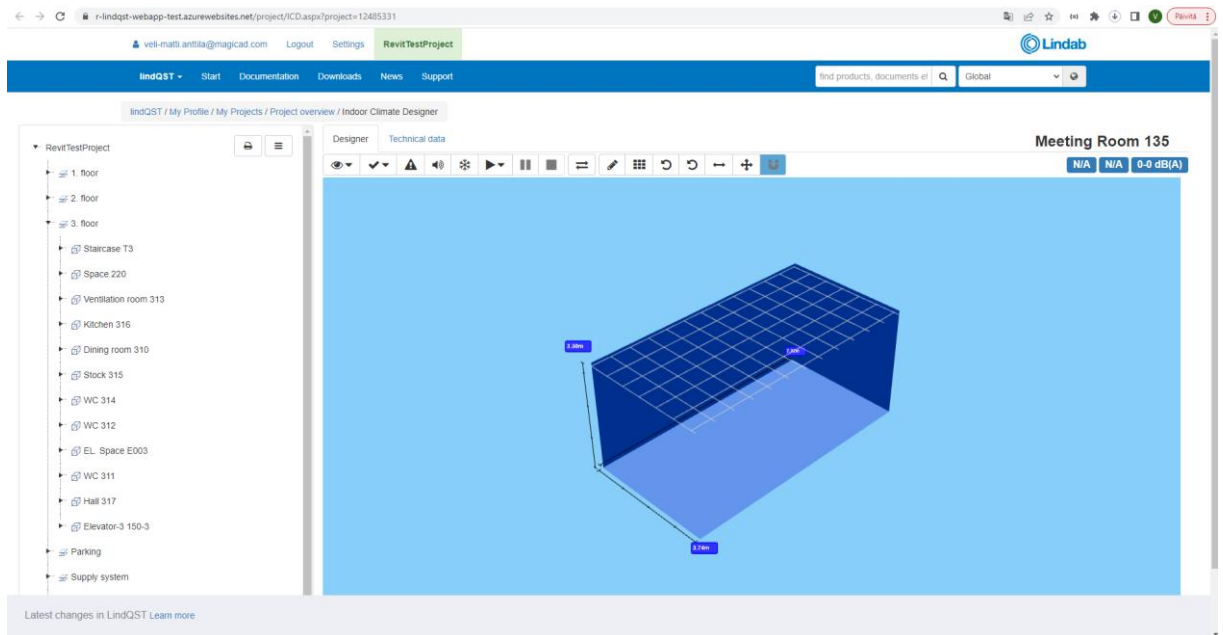 r-lindqst-webapp-test.azurewebsites.net/project/ICD.aspx?project=12485331
V
Päivitä
veli-matti.anttila@magicad.com Logout Settings RevitTestProject
Lindab
lindQST Start Documentation Downloads News Support
find products, documents et Global
lindQST / My Profile / My Projects / Project overview / Indoor Climate Designer
RevitTestProject
1. floor
2. floor
3. floor
Staircase T3
Space 220
Ventilation room 313
Kitchen 316
Dining room 310
Stock 315
WC 314
WC 312
EL. Space E003
WC 311
Hall 317
Elevator-3 150-3
Parking
Supply system
Designer Technical data
Meeting Room 135
N/A N/A 0-0 dB(A)
3.74m
Latest changes in LindQST Learn more